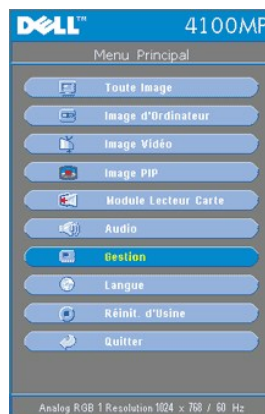 DELL™ 4100MP
Menu Principal
Toute Image
Image d'Ordinateur
Image Vidéo
Image PIP
Module Lecteur Carte
Audio
Gestion
Langue
Réinit. d'Usine
Quitter
Analog RGB 1 Resolution 1024 x 768 / 60 Hz